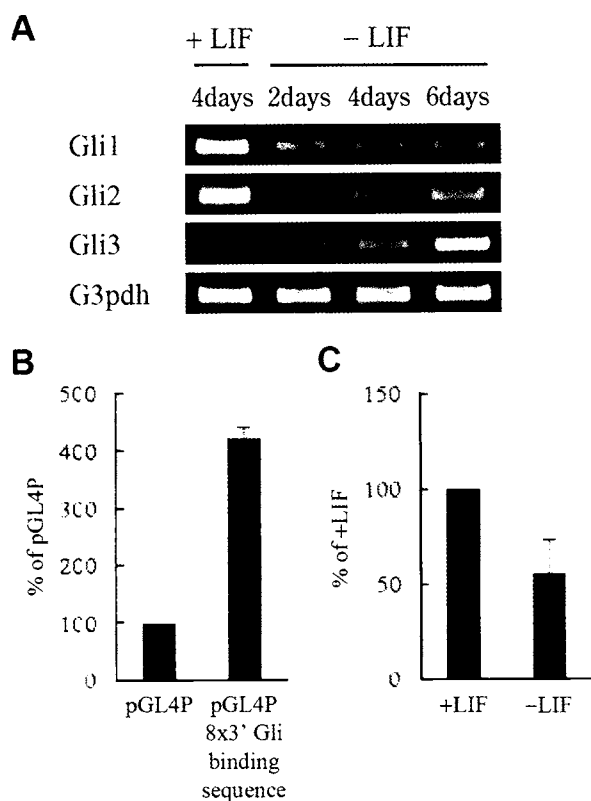 A
+ LIF
− LIF
4days 2days 4days 6days
Gli1
Gli2
Gli3
G3pdh
B
% of pGL4P
500
400
300
200
100
0
pGL4P
pGL4P
8x3' Gli
binding
sequence
C
% of +LIF
150
100
50
0
+LIF
−LIF